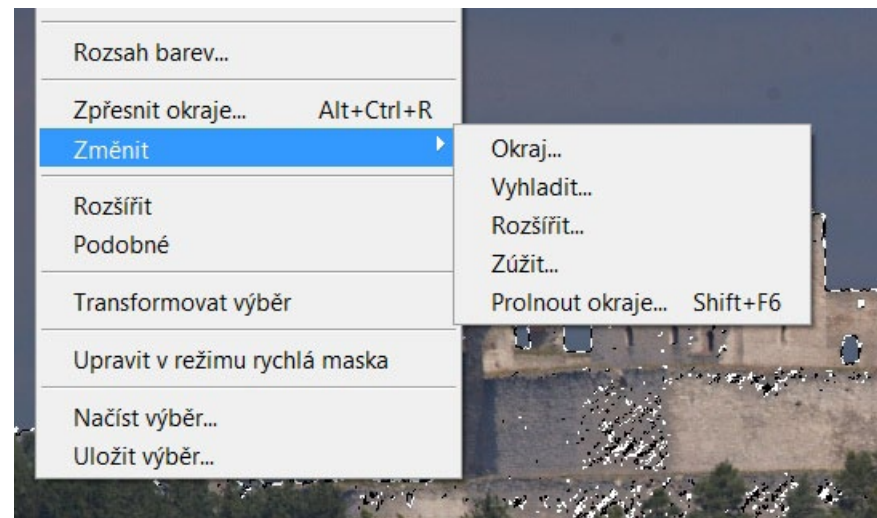 Rozsah barev...
Zpřesnit okraje... Alt+Ctrl+R
Změnit
Rozšířit
Podobné
Transformovat výběr
Upravit v režimu rychlá maska
Načíst výběr...
Uložit výběr...
Okraj...
Vyhladit...
Rozšířit...
Zúžit...
Prolnout okraje... Shift+F6